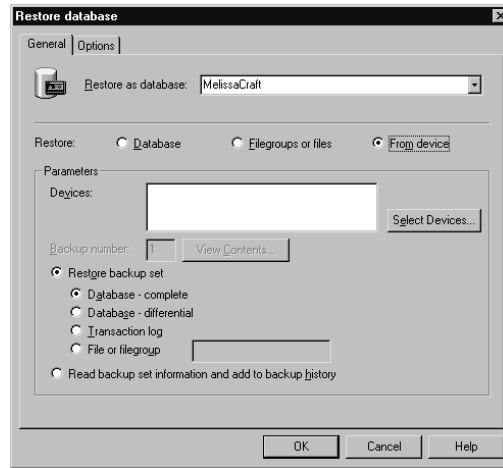 Restore database
General Options
Restore as database: MelissaCraft
Restore: Database Filegroups or files From device
Parameters
Devices:
Select Devices...
Backup number: 1 View Contents...
Restore backup set
Database - complete
Database - differential
Transaction log
File or filegroup
Read backup set information and add to backup history
OK Cancel Help